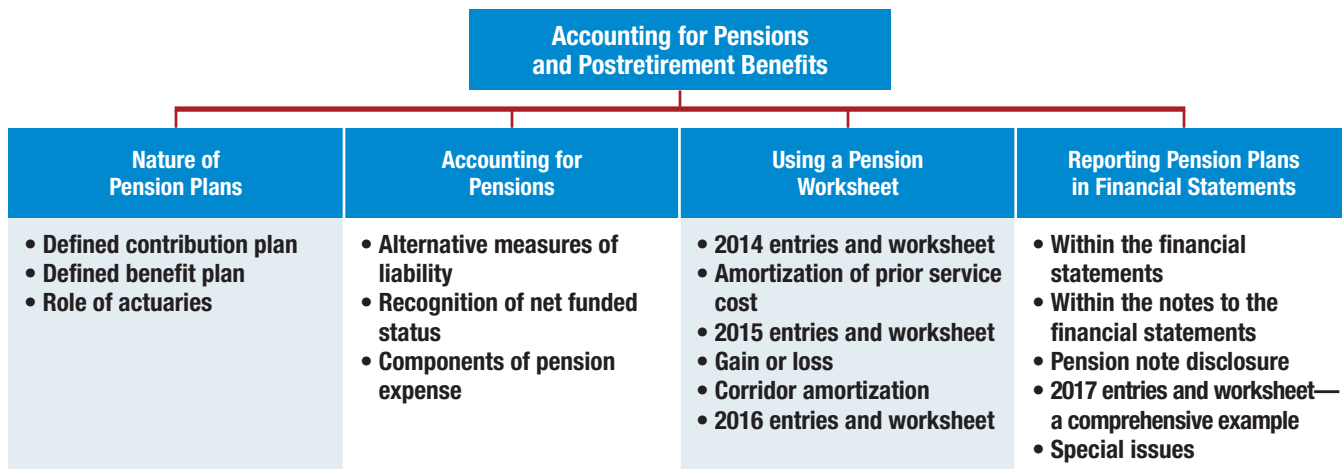 Accounting for Pensions
and Postretirement Benefits
Nature of
Pension Plans
• Defined contribution plan
• Defined benefit plan
• Role of actuaries
Accounting for
Pensions
• Alternative measures of
liability
• Recognition of net funded
status
• Components of pension
expense
Using a Pension
Worksheet
• 2014 entries and worksheet
• Amortization of prior service
cost
• 2015 entries and worksheet
• Gain or loss
• Corridor amortization
• 2016 entries and worksheet
Reporting Pension Plans
in Financial Statements
• Within the financial
statements
• Within the notes to the
financial statements
• Pension note disclosure
• 2017 entries and worksheet—
a comprehensive example
• Special issues